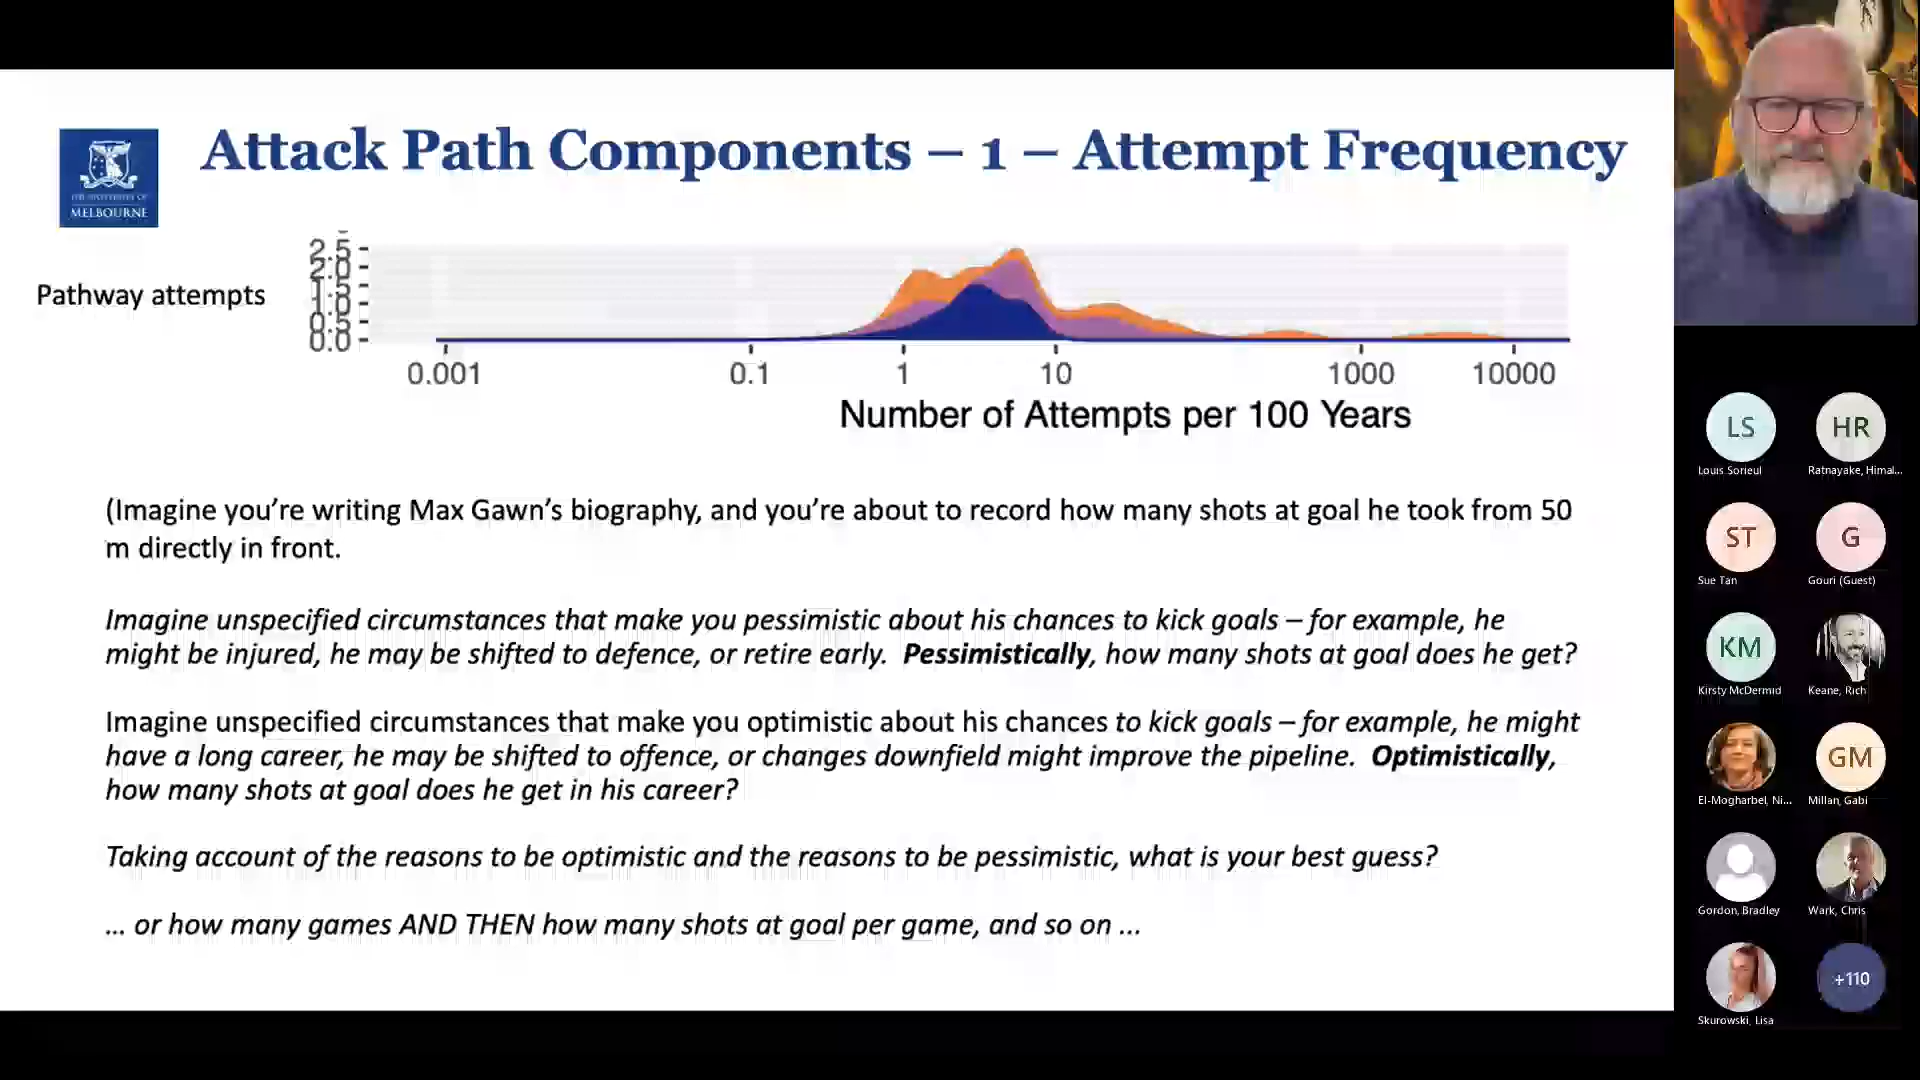 Attack Path Components – 1 – Attempt Frequency
THE UNIVERSITY OF
MELBOURNE
Pathway attempts
2.5
2.0
1.5
1.0
0.5
0.0
0.001 0.1 1 10 1000 10000
Number of Attempts per 100 Years
(Imagine you’re writing Max Gawn’s biography, and you’re about to record how many shots at goal he took from 50
m directly in front.
Imagine unspecified circumstances that make you pessimistic about his chances to kick goals – for example, he
might be injured, he may be shifted to defence, or retire early. Pessimistically, how many shots at goal does he get?
Imagine unspecified circumstances that make you optimistic about his chances to kick goals – for example, he might
have a long career, he may be shifted to offence, or changes downfield might improve the pipeline. Optimistically,
how many shots at goal does he get in his career?
Taking account of the reasons to be optimistic and the reasons to be pessimistic, what is your best guess?
... or how many games AND THEN how many shots at goal per game, and so on ...
LS HR
Louis Sorieul Ratnayake, Himal...
ST G
Sue Tan Gouri (Guest)
KM
Kirsty McDermid Keane, Rich
GM
El-Mogharbel, Ni... Millan, Gabi
Gordon, Bradley Wark, Chris
+110
Skurowski, Lisa